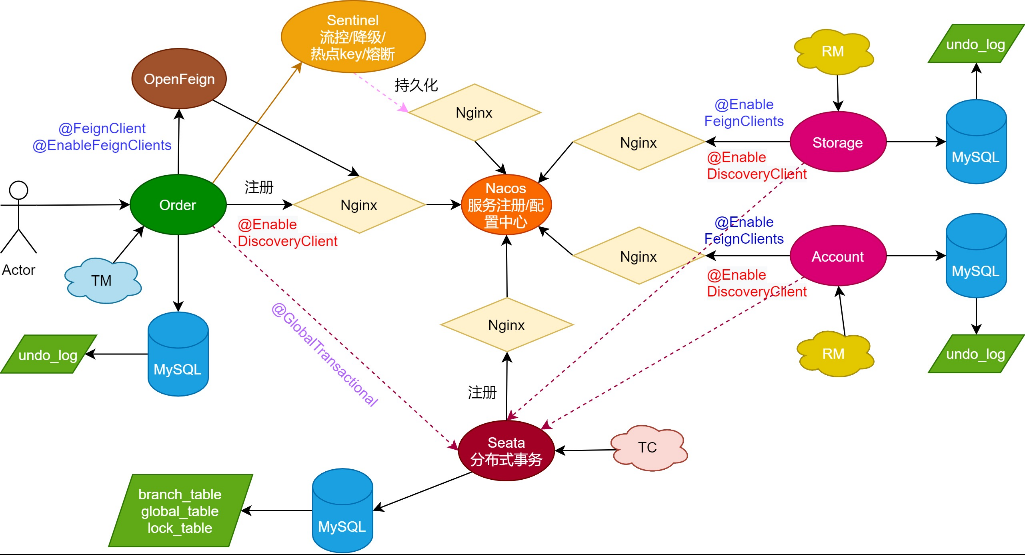 Sentinel
流控/降级/
热点key/熔断
RM
undo_log
OpenFeign
持久化
Nginx
@Enable
FeignClients
Nginx
Storage
MySQL
@FeignClient
@EnableFeignClients
@Enable
DiscoveryClient
注册
Order
Nginx
Nacos
服务注册/配
置中心
@Enable
DiscoveryClient
@Enable
FeignClients
Actor
TM
Nginx
Account
MySQL
@Enable
DiscoveryClient
@GlobalTransactional
Nginx
undo_log
MySQL
RM
undo_log
注册
Seata
分布式事务
TC
branch_table
global_table
lock_table
MySQL